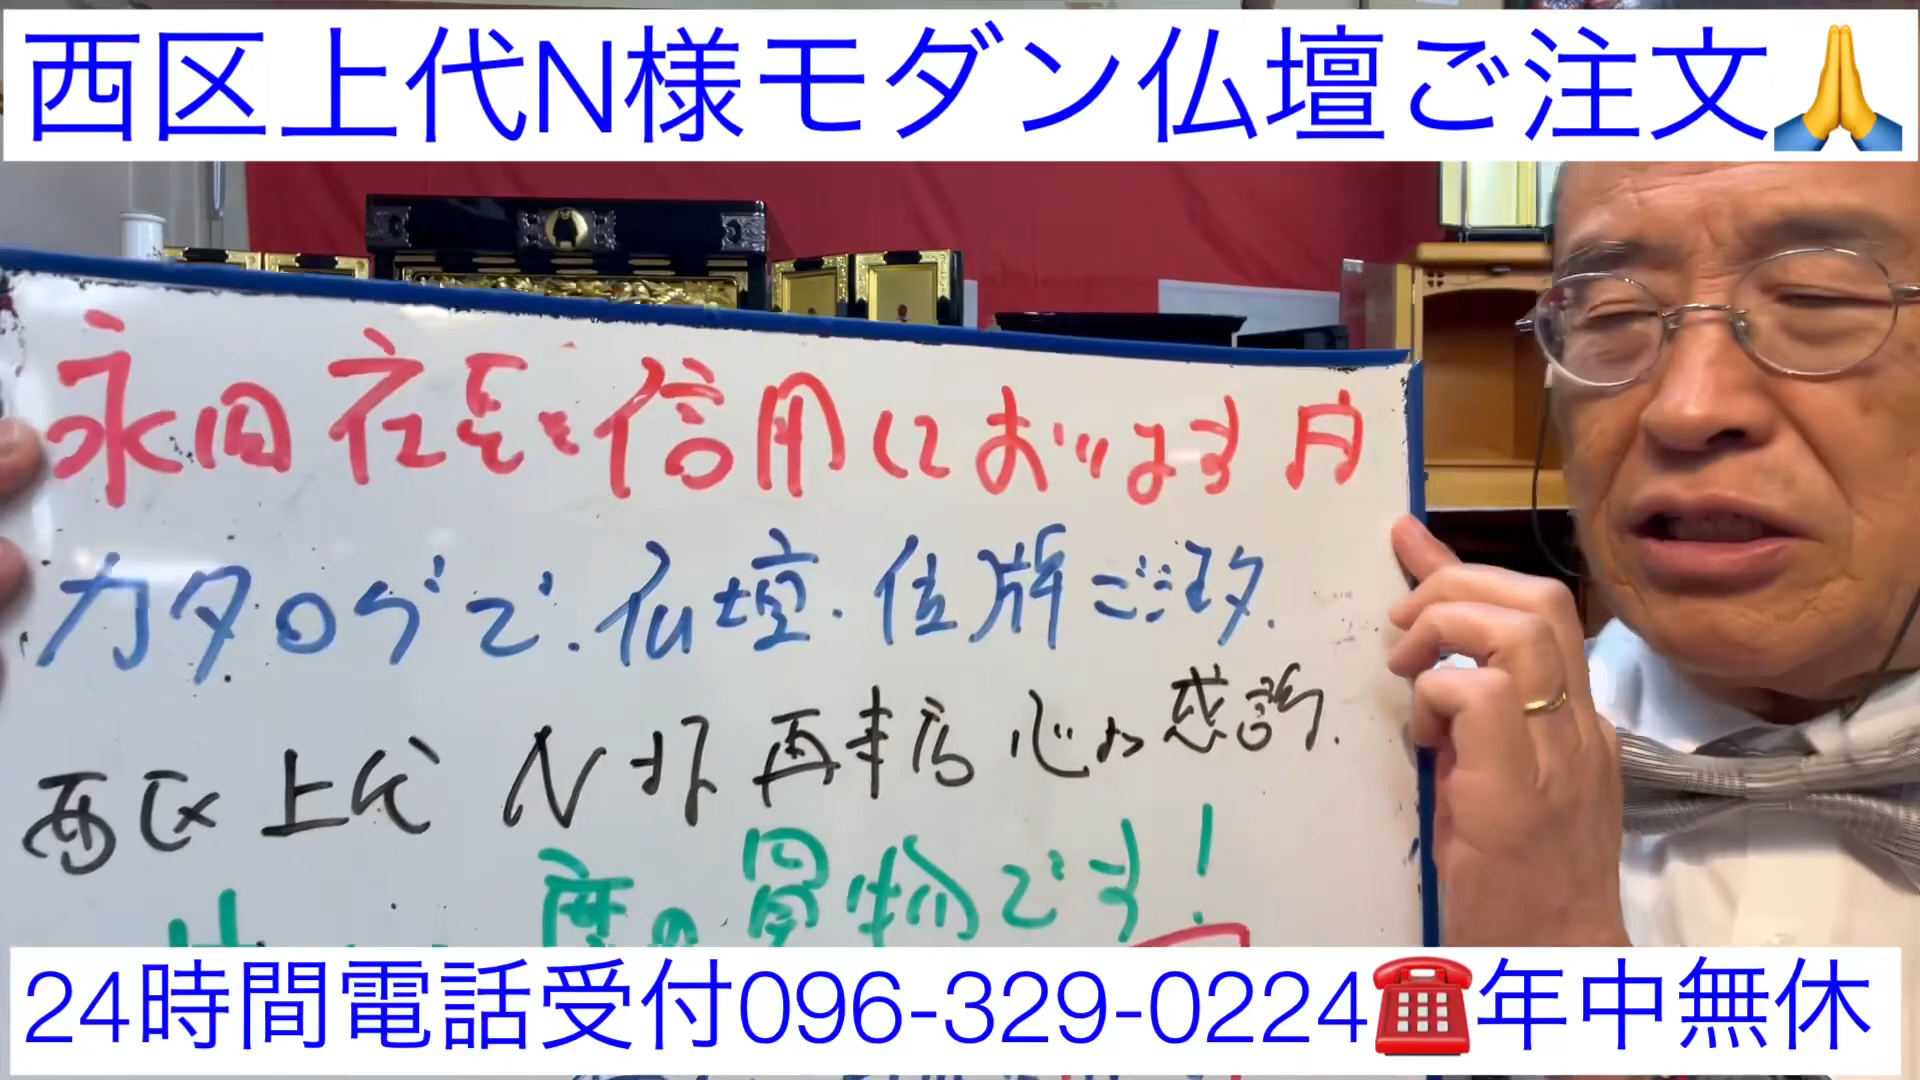 西区上代N様モダン仏壇ご注文🙏
永田社長を信用しております
カタログで.仏壇.位牌ご注文.
西区上代 N様 再来店 心から感謝.
度の買物です!
24時間電話受付096-329-0224☎️年中無休